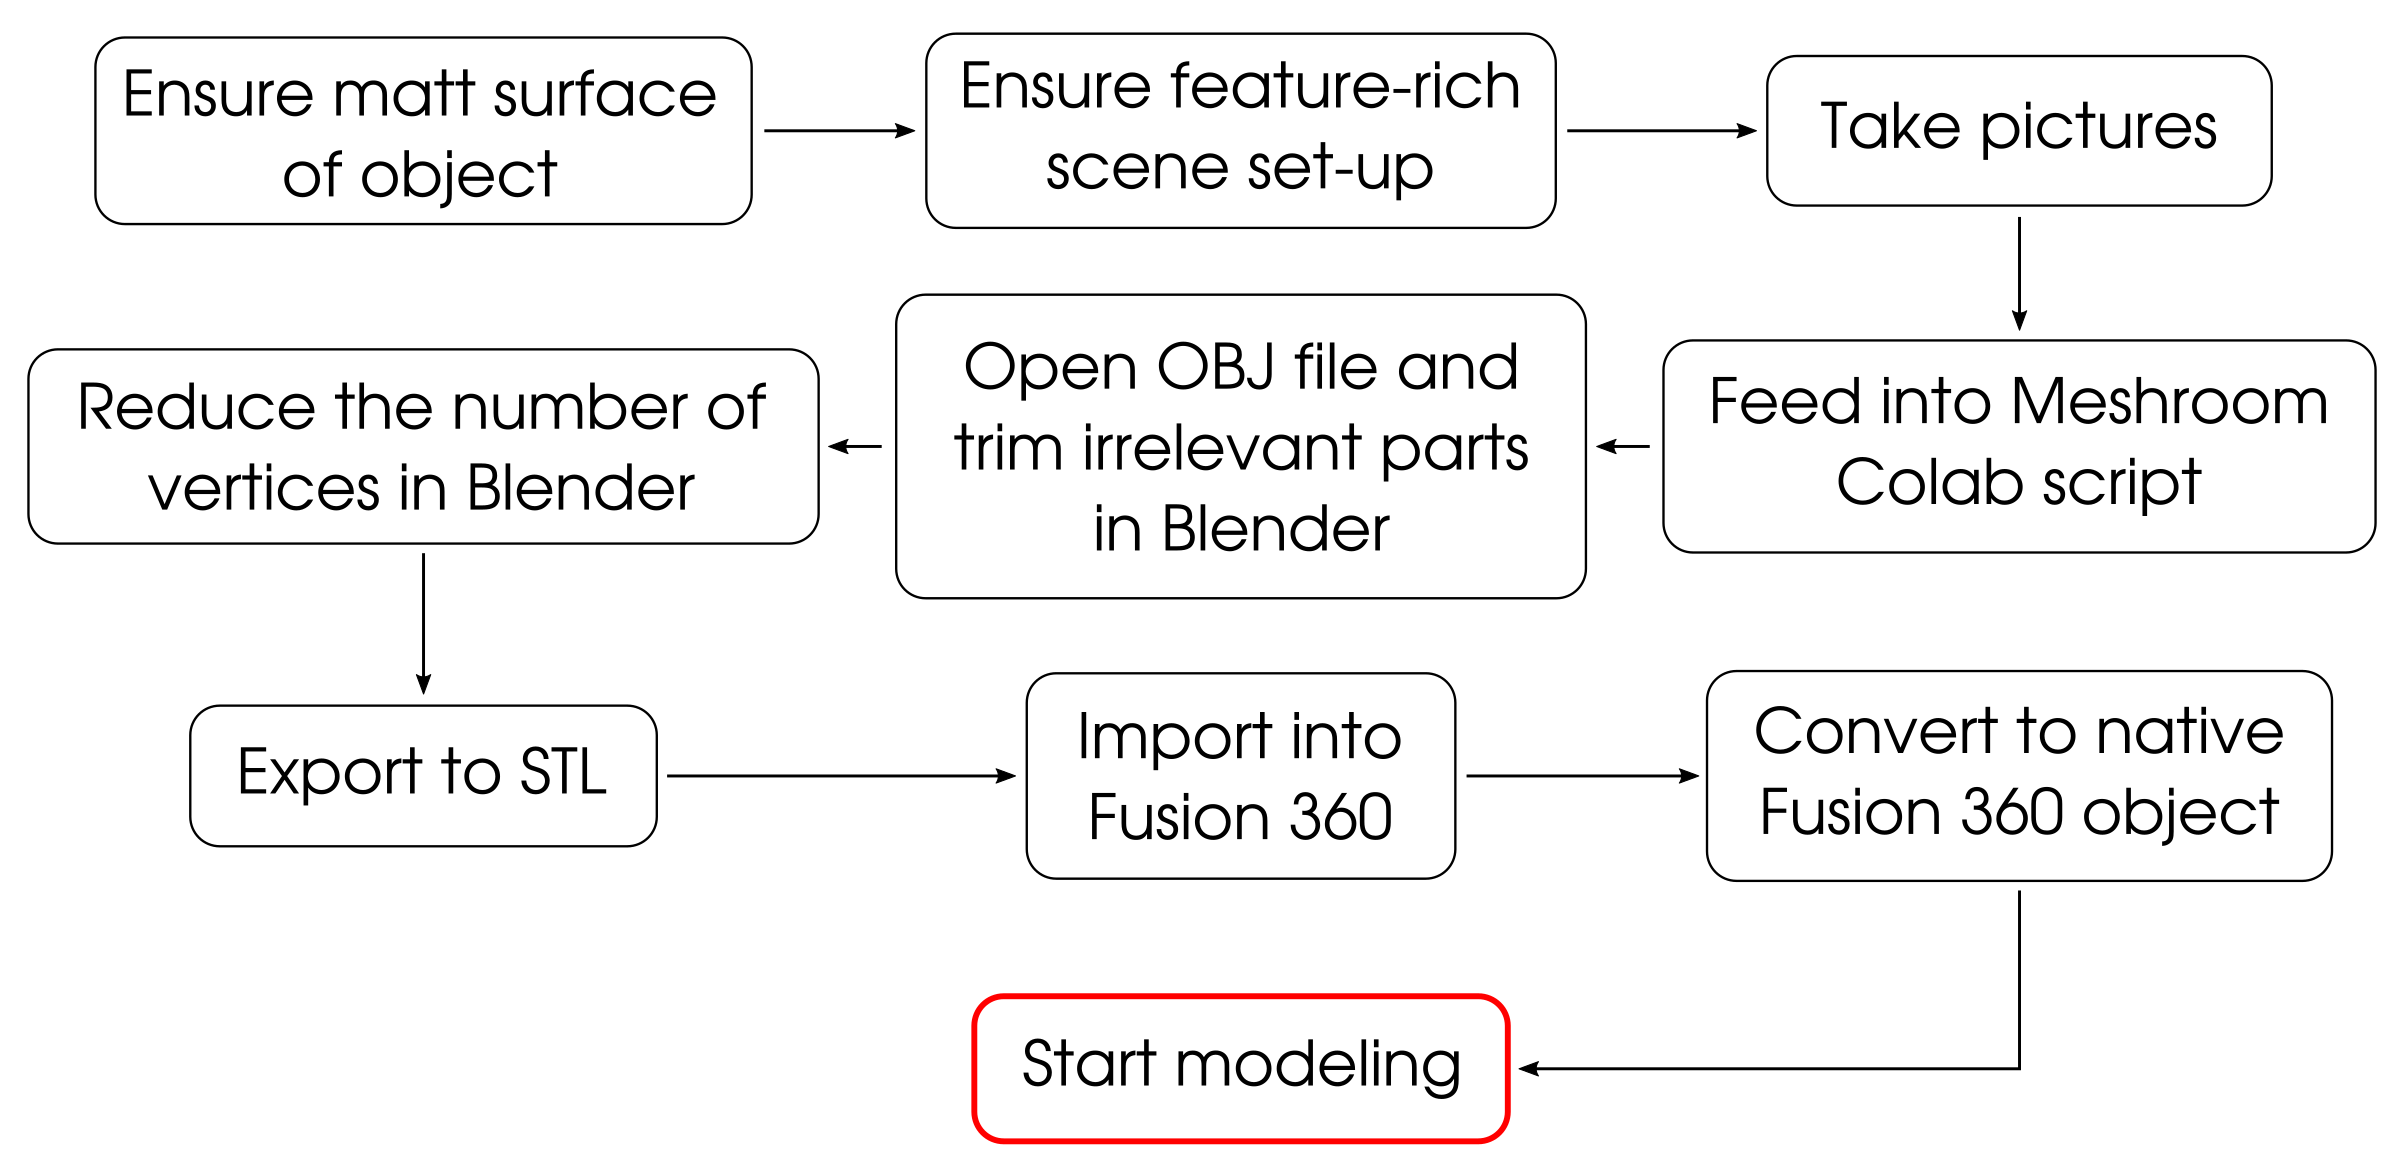 Ensure matt surface
of object
Ensure feature-rich
scene set-up
Take pictures
Feed into Meshroom
Colab script
Open OBJ file and
trim irrelevant parts
in Blender
Reduce the number of
vertices in Blender
Export to STL
Import into
Fusion 360
Convert to native
Fusion 360 object
Start modeling